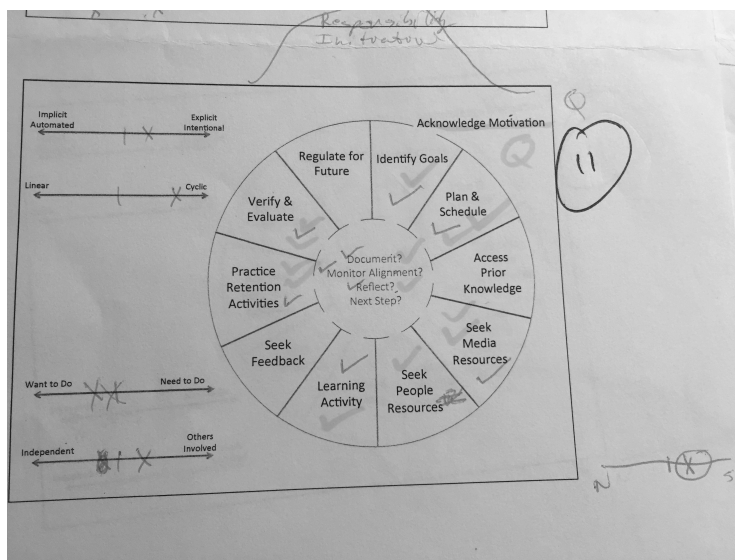 Responsibility
Implicit
Automated
Explicit
Intentional
Linear
Cyclic
Want to Do
Need to Do
Independent
Others
Involved
Acknowledge Motivation
Regulate for
Future
Identify Goals
Verify &
Evaluate
Plan &
Schedule
Practice
Retention
Activities
Access
Prior
Knowledge
Seek
Feedback
Seek
Media
Resources
Learning
Activity
Seek
People
Resources
Document?
Monitor Alignment?
Reflect?
Next Step?
Q
Q
11
N
S